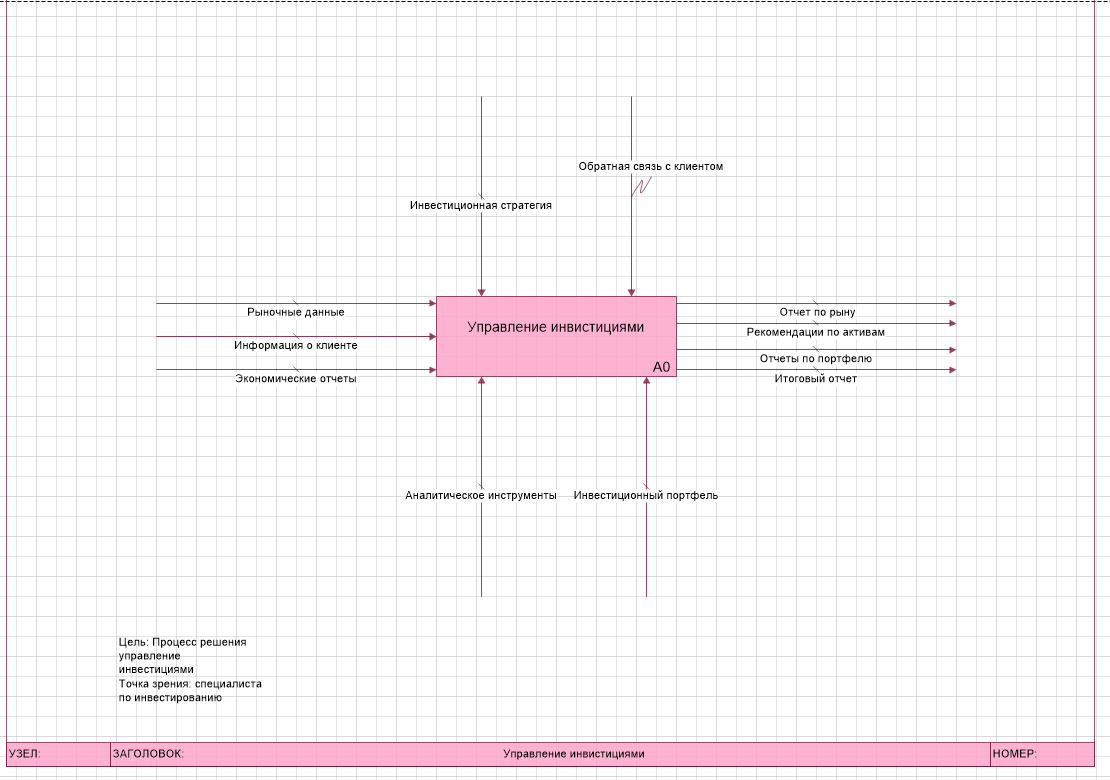 Обратная связь с клиентом
Инвестиционная стратегия
Рыночные данные
Информация о клиенте
Экономические отчеты
Управление инвистициями
A0
Отчет по рыну
Рекомендации по активам
Отчеты по портфелю
Итоговый отчет
Аналитическое инструменты
Инвестиционный портфель
Цель: Процесс решения
управление
инвестициями
Точка зрения: специалиста
по инвестированию
УЗЕЛ:
ЗАГОЛОВОК:
Управление инвистициями
НОМЕР: